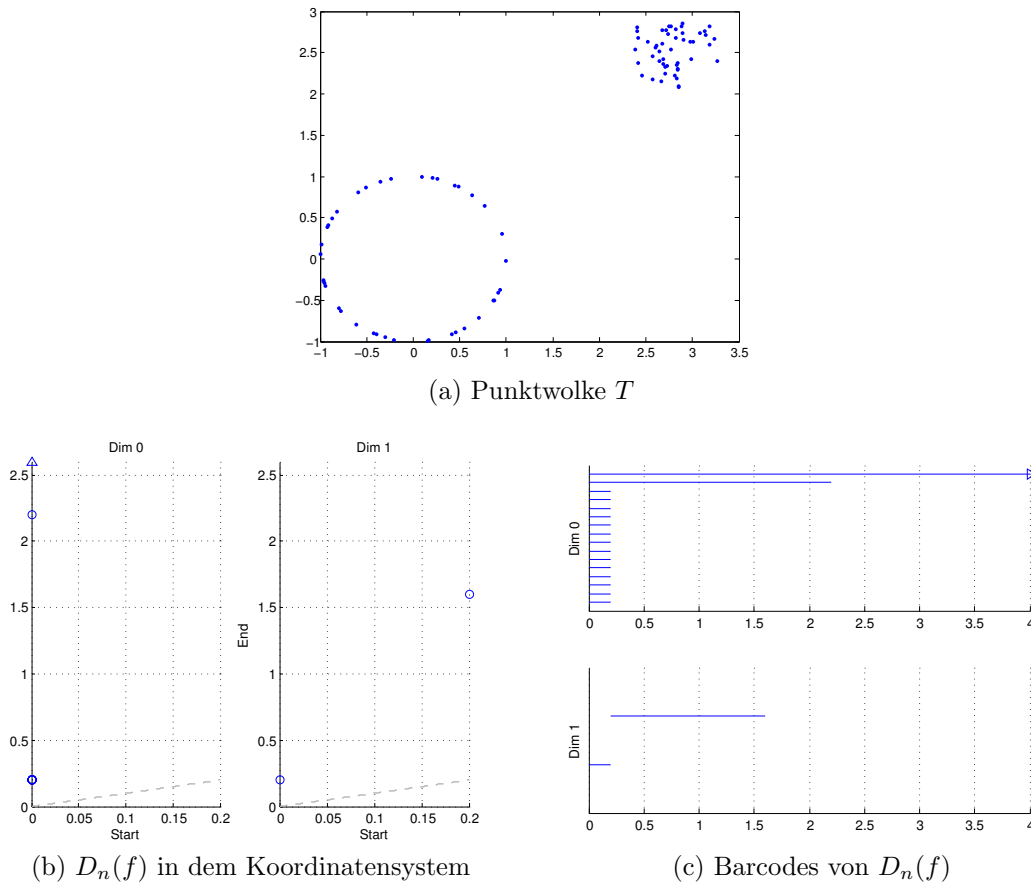 3
2.5
2
1.5
1
0.5
0
−0.5
−1
−1 −0.5 0 0.5 1 1.5 2 2.5 3 3.5
(a) Punktwolke T
Dim 0
2.5
2
1.5
1
0.5
0
0 0.05 0.1 0.15 0.2
Start
Dim 1
End
2.5
2
1.5
1
0.5
0
0 0.05 0.1 0.15 0.2
Start
(b) Dn(f) in dem Koordinatensystem
Dim 0
0 0.5 1 1.5 2 2.5 3 3.5 4
Dim 1
0 0.5 1 1.5 2 2.5 3 3.5 4
(c) Barcodes von Dn(f)